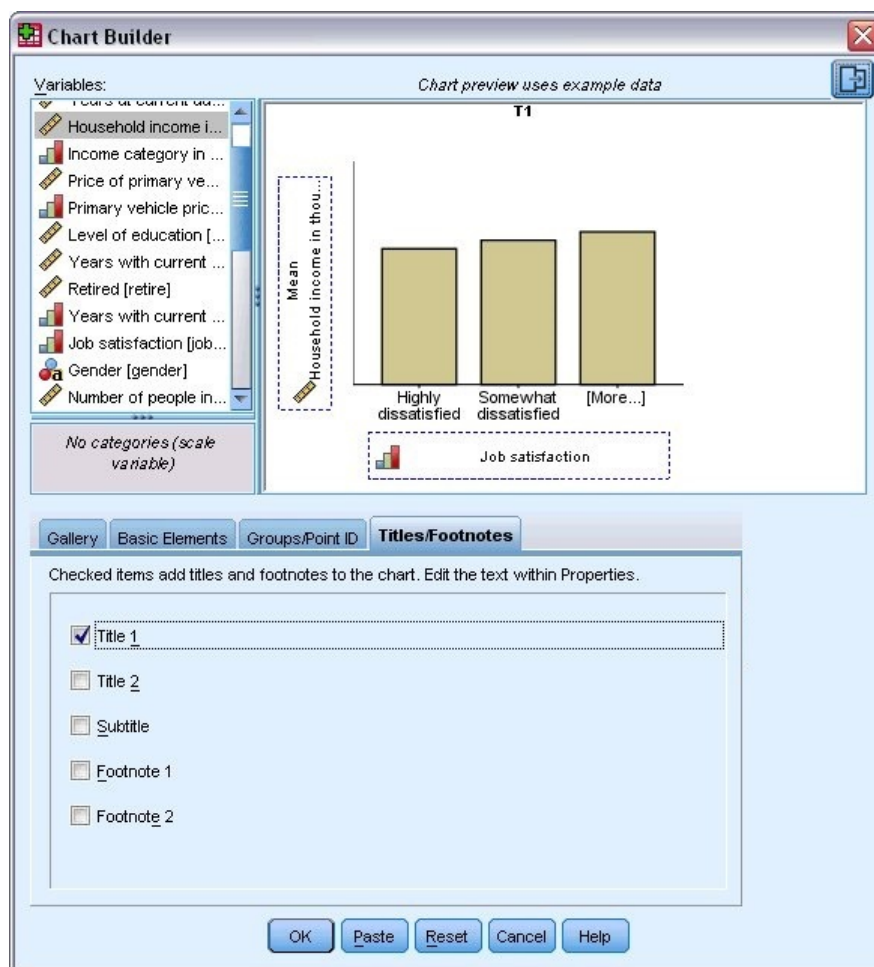 Chart Builder
Variables:
Chart preview uses example data
Household income i...
Income category in ...
Price of primary ve...
Primary vehicle pric...
Level of education [...
Years with current ...
Retired [retire]
Years with current ...
Job satisfaction [job...
Gender [gender]
Number of people in...
No categories (scale
variable)
T1
Mean
Household income in thou...
Highly
dissatisfied
Somewhat
dissatisfied
[More...]
Job satisfaction
Gallery
Basic Elements
Groups/Point ID
Titles/Footnotes
Checked items add titles and footnotes to the chart. Edit the text within Properties.
Title 1
Title 2
Subtitle
Footnote 1
Footnote 2
OK
Paste
Reset
Cancel
Help